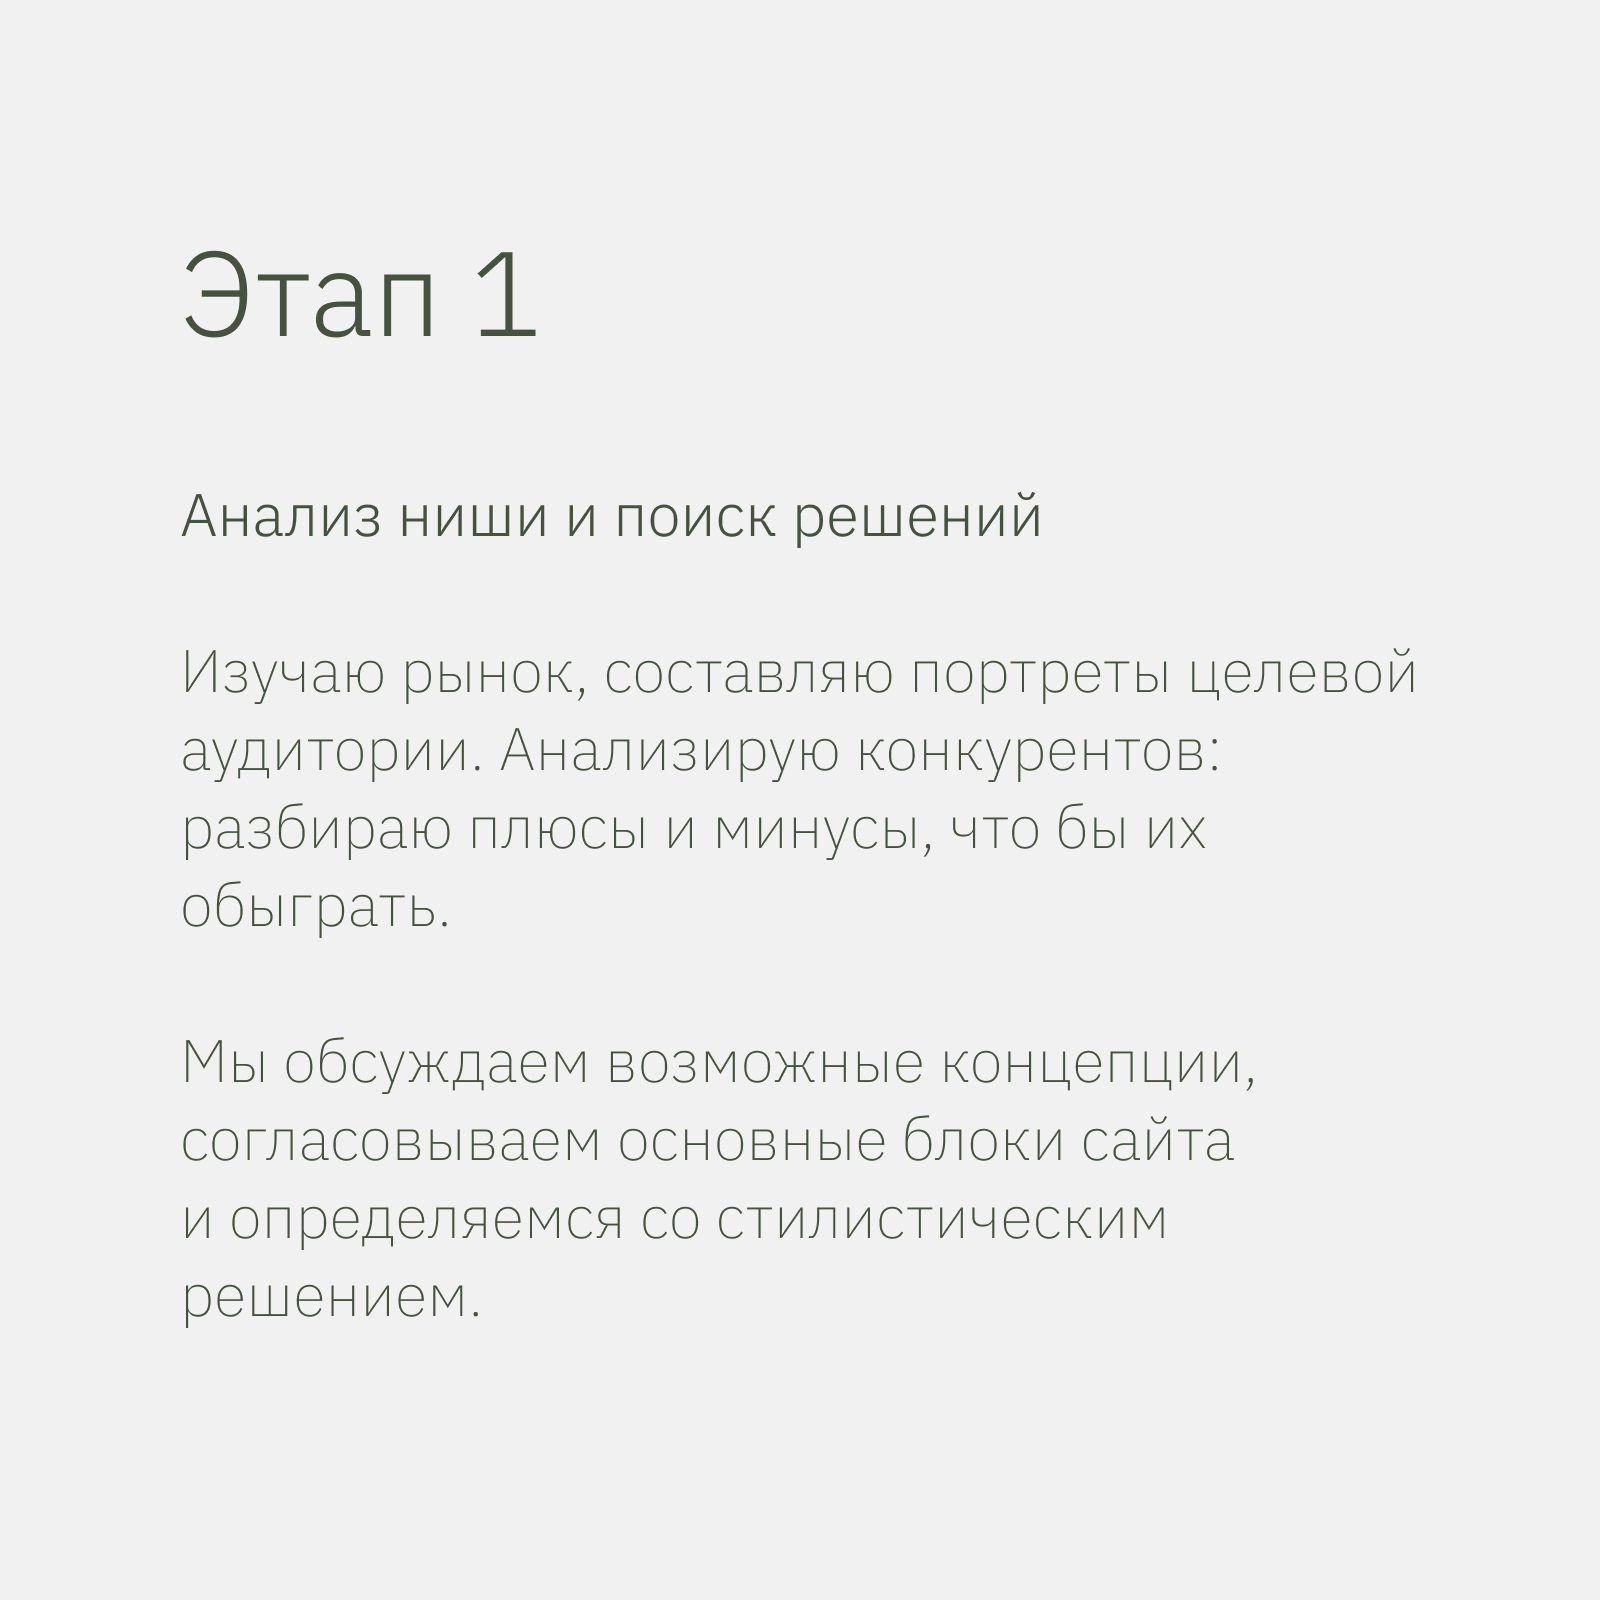 Этап 1
Анализ ниши и поиск решений
Изучаю рынок, составляю портреты целевой
аудитории. Анализирую конкурентов:
разбираю плюсы и минусы, что бы их
обыграть.
Мы обсуждаем возможные концепции,
согласовываем основные блоки сайта
и определяемся со стилистическим
решением.